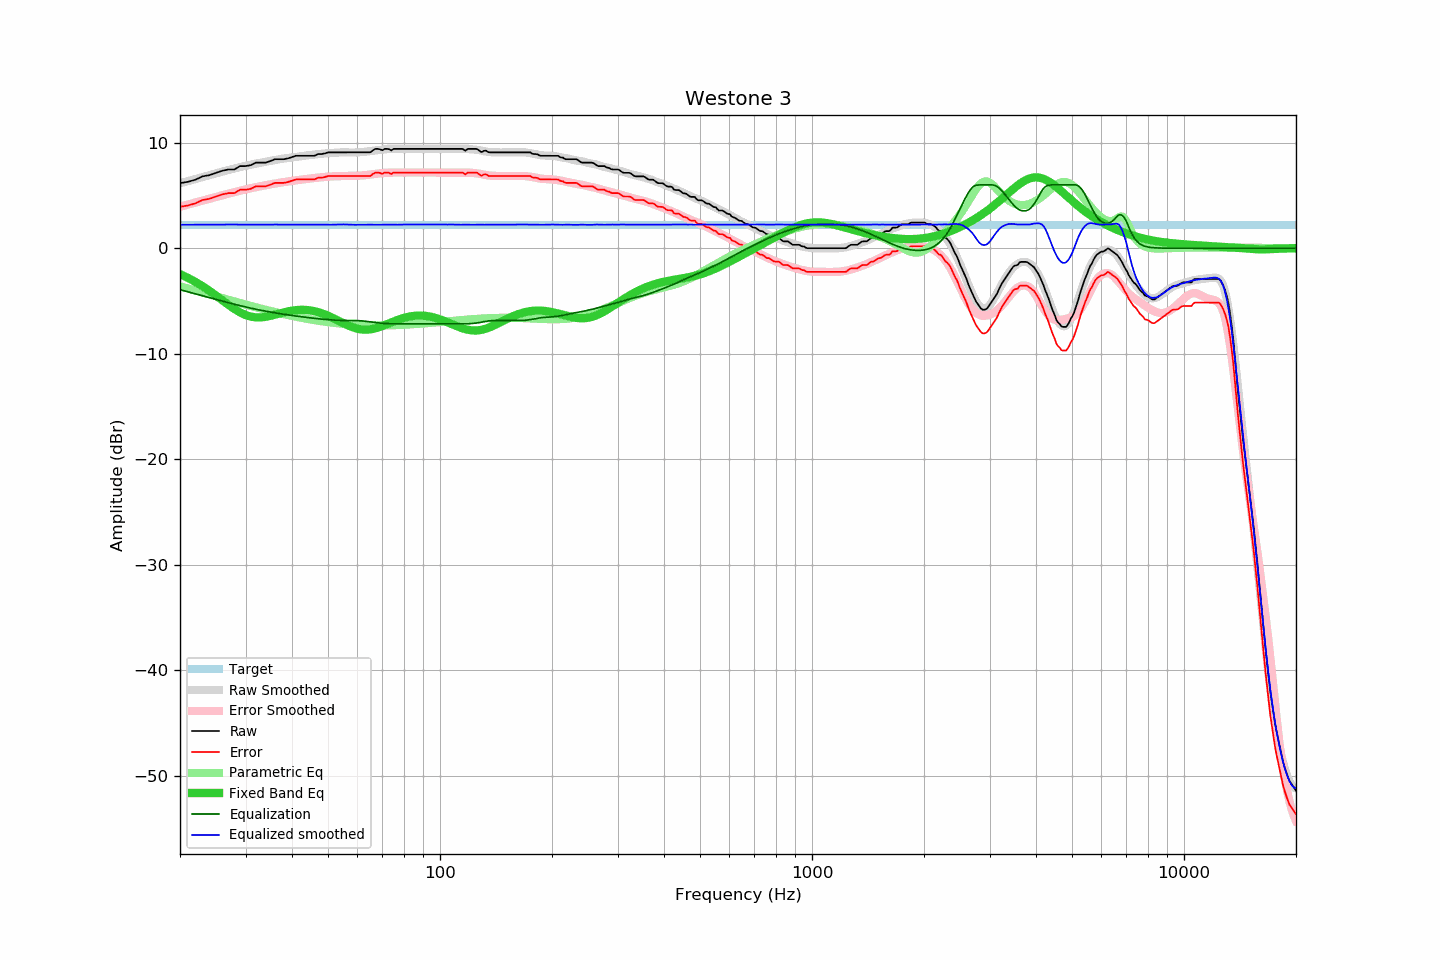 Westone 3
10
0
−10
−20
−30
−40
−50
Amplitude (dBr)
100
1000
10000
Frequency (Hz)
Target
Raw Smoothed
Error Smoothed
Raw
Error
Parametric Eq
Fixed Band Eq
Equalization
Equalized smoothed